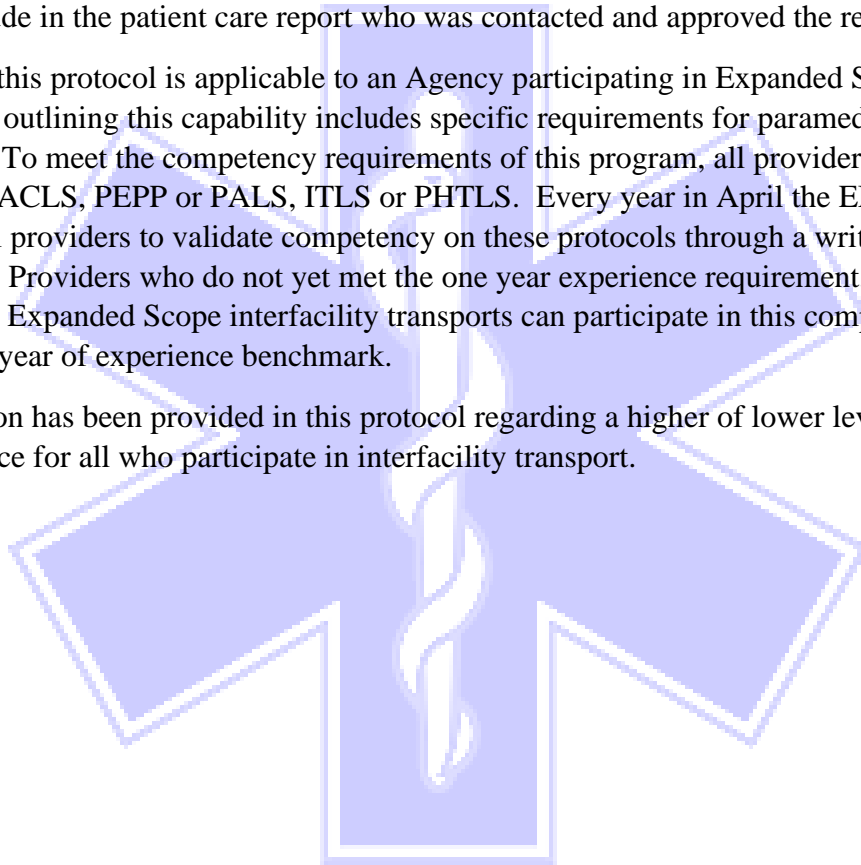 de in the patient care report who was contacted and approved the re
this protocol is applicable to an Agency participating in Expanded S
outlining this capability includes specific requirements for paramed
To meet the competency requirements of this program, all provider
ACLS, PEPP or PALS, ITLS or PHTLS. Every year in April the E
providers to validate competency on these protocols through a writ
Providers who do not yet met the one year experience requirement
Expanded Scope interfacility transports can participate in this comp
year of experience benchmark.
on has been provided in this protocol regarding a higher of lower lev
ce for all who participate in interfacility transport.